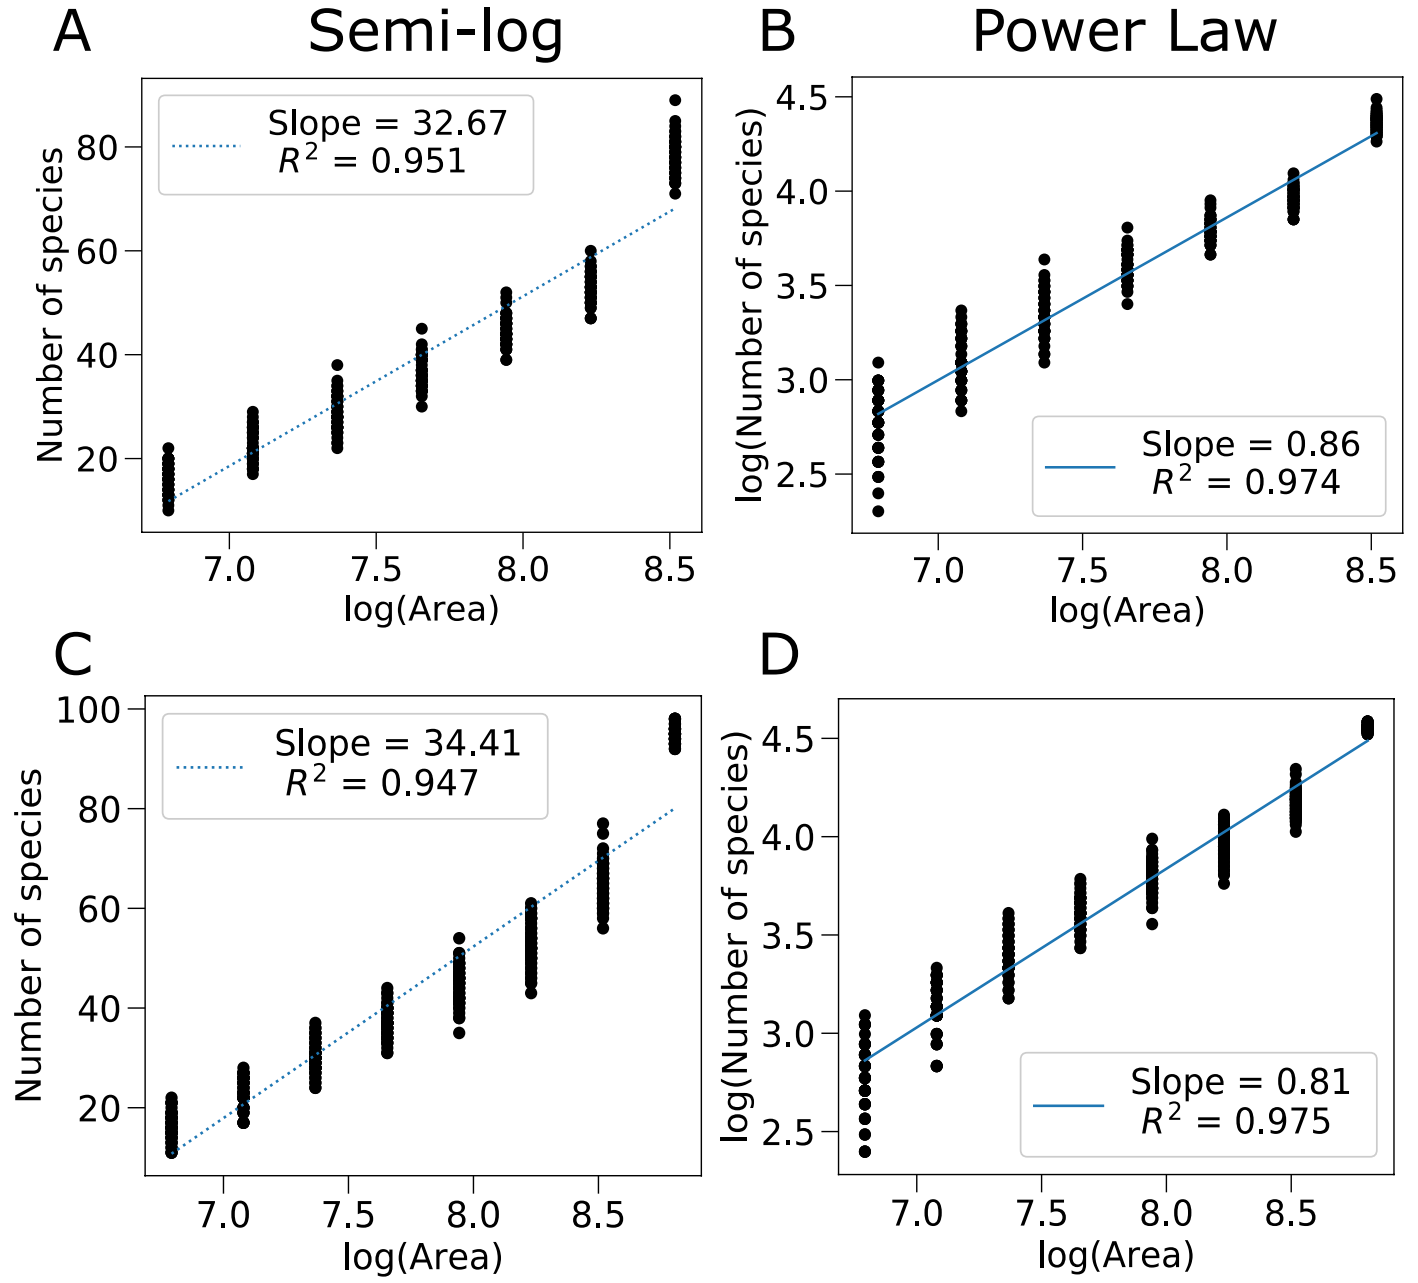 A
Semi-log
Slope = 32.67
R² = 0.951
Number of species
80
60
40
20
7.0
7.5
8.0
8.5
log(Area)
B
Power Law
4.5
4.0
3.5
3.0
2.5
log(Number of species)
Slope = 0.86
R² = 0.974
7.0
7.5
8.0
8.5
log(Area)
C
Slope = 34.41
R² = 0.947
Number of species
100
80
60
40
20
7.0
7.5
8.0
8.5
log(Area)
D
log(Number of species)
4.5
4.0
3.5
3.0
2.5
Slope = 0.81
R² = 0.975
7.0
7.5
8.0
8.5
log(Area)